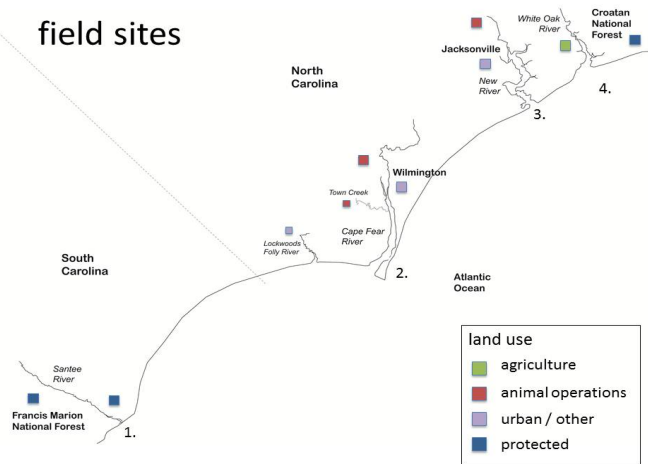 field sites
White Oak
River
Croatan
National
Forest
Jacksonville
New
River
4.
3.
North
Carolina
Wilmington
Town Creek
Cape Fear
River
Lockwoods
Folly River
2.
South
Carolina
Atlantic
Ocean
Santee
River
Francis Marion
National Forest
1.
land use
agriculture
animal operations
urban / other
protected